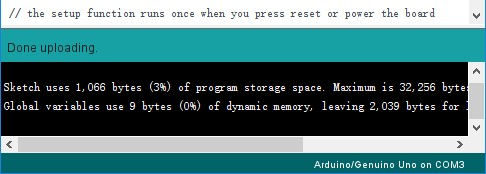 // the setup function runs once when you press reset or power the board
Done uploading.
Sketch uses 1,066 bytes (3%) of program storage space. Maximum is 32,256 bytes
Global variables use 9 bytes (0%) of dynamic memory, leaving 2,039 bytes for
Arduino/Genuino Uno on COM3